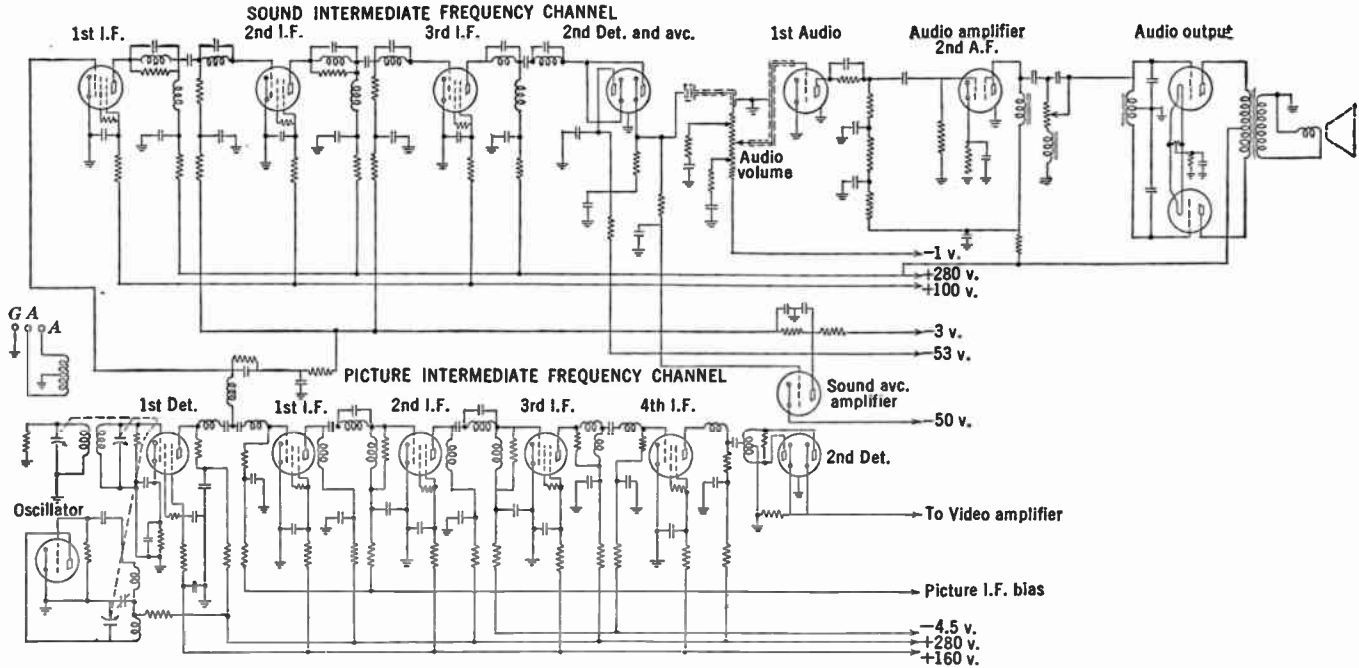 SOUND INTERMEDIATE FREQUENCY CHANNEL
1st I.F.
2nd I.F.
3rd I.F.
2nd Det. and avc.
1st Audio
Audio amplifier
2nd A.F.
Audio output
Audio
volume
-1 v.
+280 v.
+100 v.
-3 v.
-53 v.
G A A
PICTURE INTERMEDIATE FREQUENCY CHANNEL
Sound avc.
amplifier
-50 v.
1st Det.
1st I.F.
2nd I.F.
3rd I.F.
4th I.F.
2nd Det.
Oscillator
To Video amplifier
Picture I.F. bias
-4.5 v.
+280 v.
+160 v.